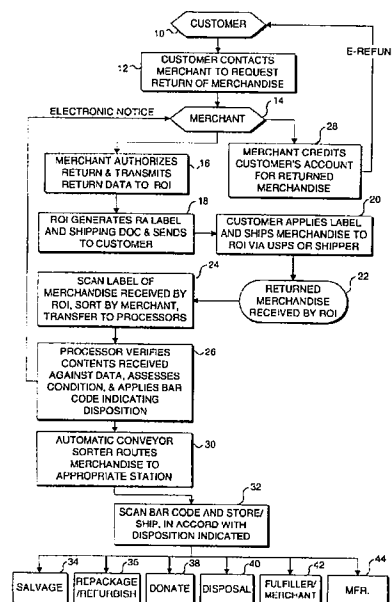 CUSTOMER
10
E-REFUN
12
CUSTOMER CONTACTS
MERCHANT TO REQUEST
RETURN OF MERCHANDISE
ELECTRONIC NOTICE
14
MERCHANT
28
MERCHANT CREDITS
CUSTOMER'S ACCOUNT
FOR RETURNED
MERCHANDISE
16
MERCHANT AUTHORIZES
RETURN & TRANSMITS
RETURN DATA TO ROI
18
ROI GENERATES RA LABEL
AND SHIPPING DOC & SENDS
TO CUSTOMER
20
CUSTOMER APPLIES LABEL
AND SHIPS MERCHANDISE TO
ROI VIA USPS OR SHIPPER
22
RETURNED
MERCHANDISE
RECEIVED BY ROI
24
SCAN LABEL OF
MERCHANDISE RECEIVED BY
ROI, SORT BY MERCHANT,
TRANSFER TO PROCESSORS
26
PROCESSOR VERIFIES
CONTENTS RECEIVED
AGAINST DATA, ASSESSES
CONDITION, & APPLIES BAR
CODE INDICATING
DISPOSITION
30
AUTOMATIC CONVEYOR
SORTER ROUTES
MERCHANDISE TO
APPROPRIATE STATION
32
SCAN BAR CODE AND STORE/
SHIP, IN ACCORD WITH
DISPOSITION INDICATED
34
SALVAGE
36
REPACKAGE
/REFURBISH
38
DONATE
40
DISPOSAL
42
FULFILLER/
MERCHANT
44
MFR.